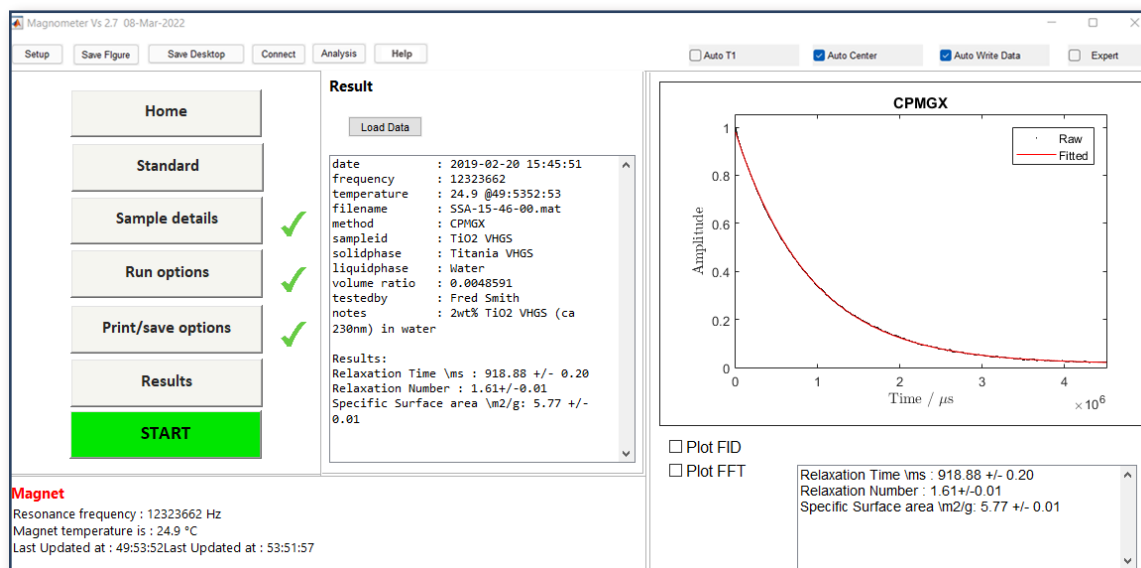 Magnometer Vs 2.7 08-Mar-2022
Setup
Save FIgure
Save Desktop
Connect
Analysis
Help
Auto T1
Auto Center
Auto Write Data
Expert
Home
Standard
Sample details
Run options
Print/save options
Results
START
Result
Load Data
date : 2019-02-20 15:45:51
frequency : 12323662
temperature : 24.9 @49:5352:53
filename : SSA-15-46-00.mat
method : CPMGX
sampleid : TiO2 VHGS
solidphase : Titania VHGS
liquidphase : Water
volume ratio : 0.0048591
testedby : Fred Smith
notes : 2wt% TiO2 VHGS (ca
230nm) in water
Results:
Relaxation Time \ms : 918.88 +/- 0.20
Relaxation Number : 1.61+/-0.01
Specific Surface area \m2/g: 5.77 +/-
0.01
CPMGX
Raw
Fitted
Amplitude
1
0.8
0.6
0.4
0.2
0
0
1
2
3
4
Time / μs
×10^6
Plot FID
Plot FFT
Relaxation Time \ms : 918.88 +/- 0.20
Relaxation Number : 1.61+/-0.01
Specific Surface area \m2/g: 5.77 +/- 0.01
Magnet
Resonance frequency : 12323662 Hz
Magnet temperature is : 24.9 °C
Last Updated at : 49:53:52Last Updated at : 53:51:57